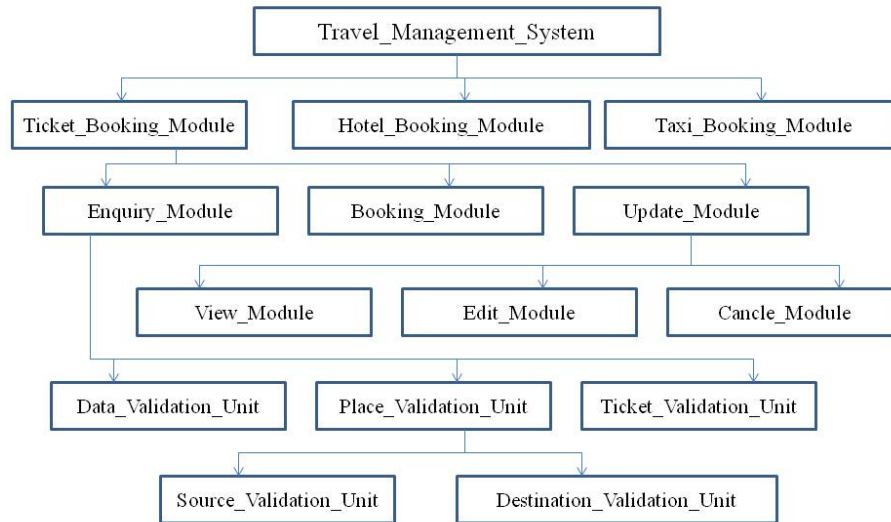 Travel_Management_System
Ticket_Booking_Module
Hotel_Booking_Module
Taxi_Booking_Module
Enquiry_Module
Booking_Module
Update_Module
View_Module
Edit_Module
Cancle_Module
Data_Validation_Unit
Place_Validation_Unit
Ticket_Validation_Unit
Source_Validation_Unit
Destination_Validation_Unit